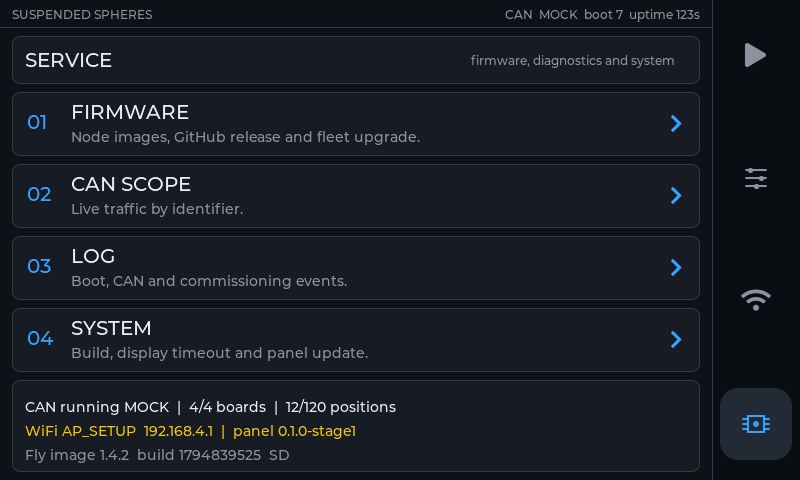 SUSPENDED SPHERES
CAN MOCK boot 7 uptime 123s
SERVICE
firmware, diagnostics and system
01
FIRMWARE
Node images, GitHub release and fleet upgrade.
02
CAN SCOPE
Live traffic by identifier.
03
LOG
Boot, CAN and commissioning events.
04
SYSTEM
Build, display timeout and panel update.
CAN running MOCK | 4/4 boards | 12/120 positions
WiFi AP_SETUP 192.168.4.1 | panel 0.1.0-stage1
Fly image 1.4.2 build 1794839525 SD